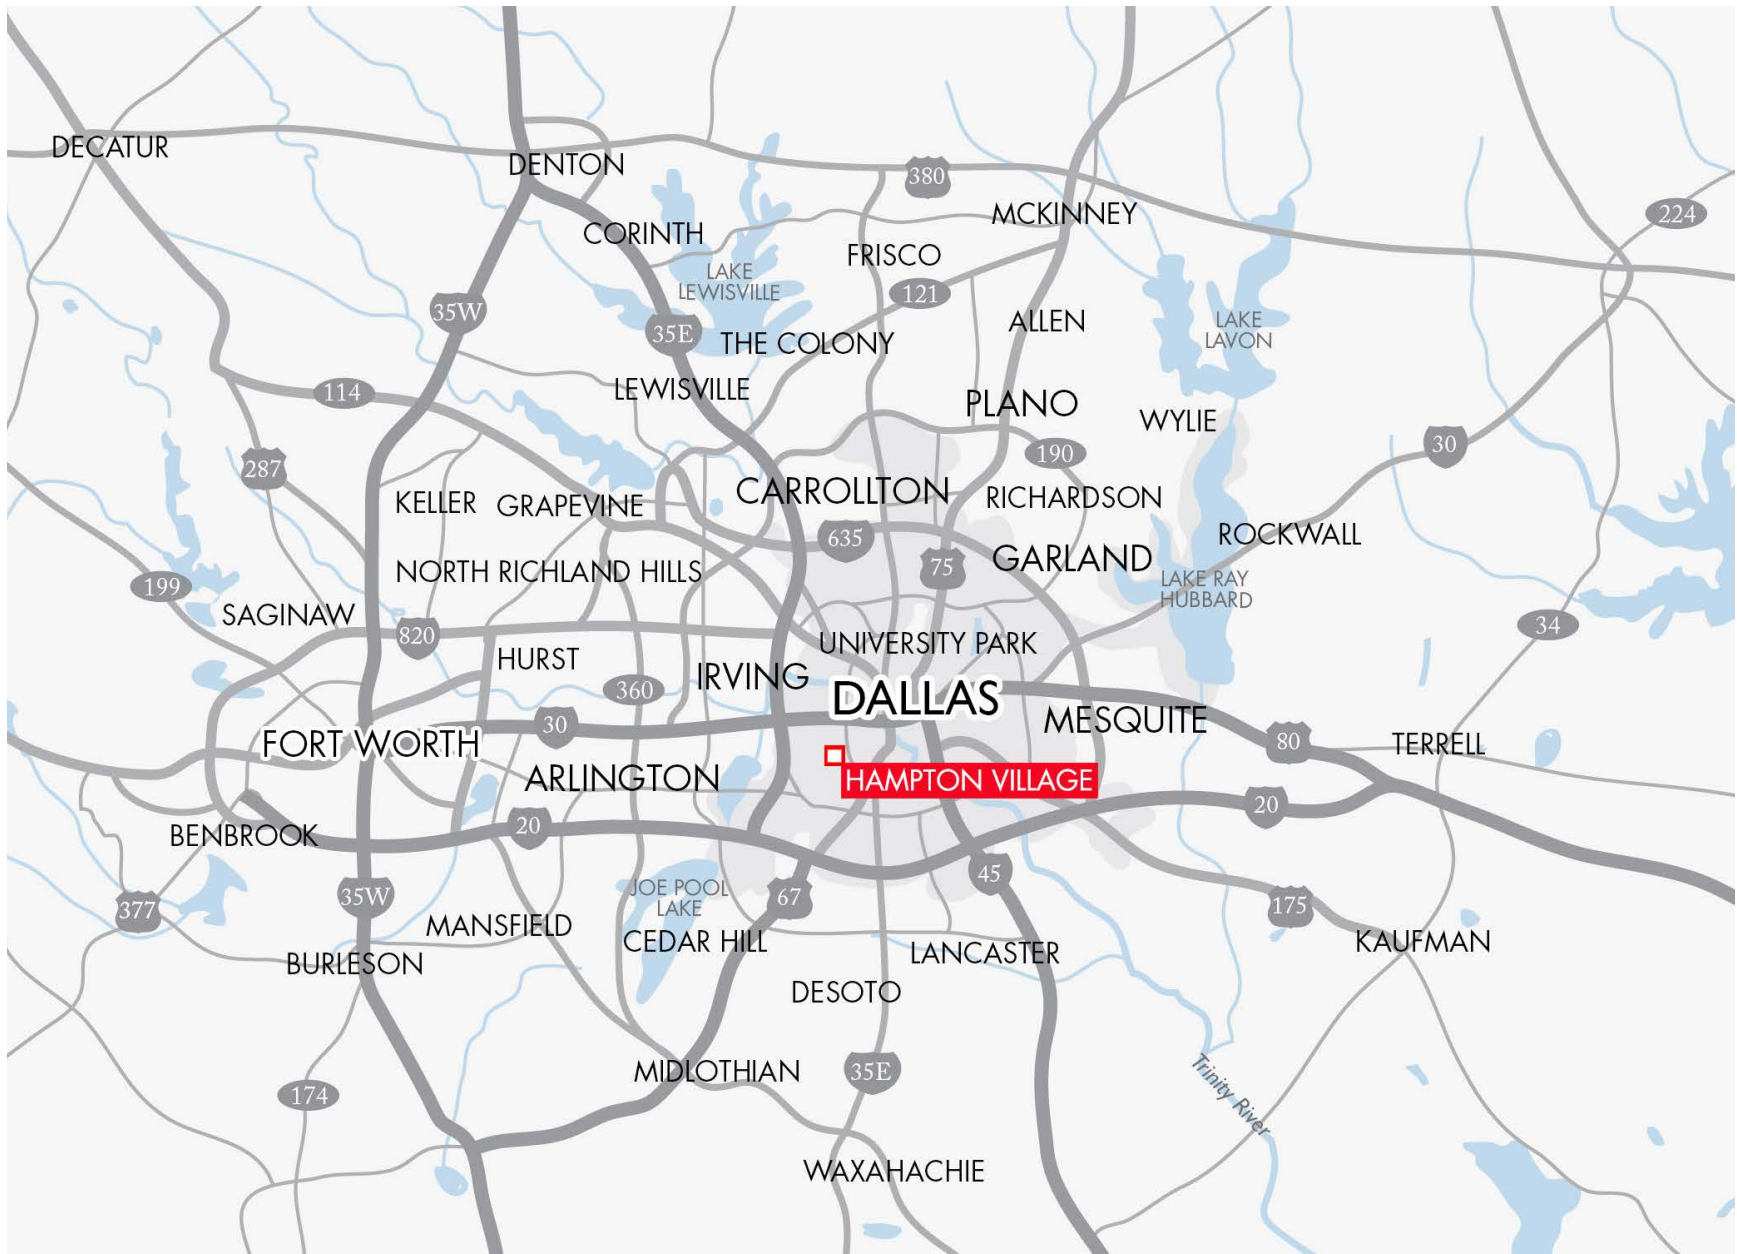 DECATUR
DENTON
380
MCKINNEY
224
CORINTH
FRISCO
LAKE
LEWISVILLE
121
35W
35E
ALLEN
LAKE
LAVON
THE COLONY
114
LEWISVILLE
PLANO
WYLIE
190
30
287
KELLER
GRAPEVINE
CARROLLTON
RICHARDSON
635
ROCKWALL
75
GARLAND
NORTH RICHLAND HILLS
199
LAKE RAY
HUBBARD
SAGINAW
820
34
UNIVERSITY PARK
HURST
IRVING
360
DALLAS
30
MESQUITE
FORT WORTH
80
TERRELL
HAMPTON VILLAGE
ARLINGTON
20
20
BENBROOK
45
35W
JOE POOL
LAKE
67
377
175
MANSFIELD
CEDAR HILL
LANCASTER
KAUFMAN
BURLESON
DESOTO
MIDLOTHIAN
35E
174
Trinity River
WAXAHACHIE